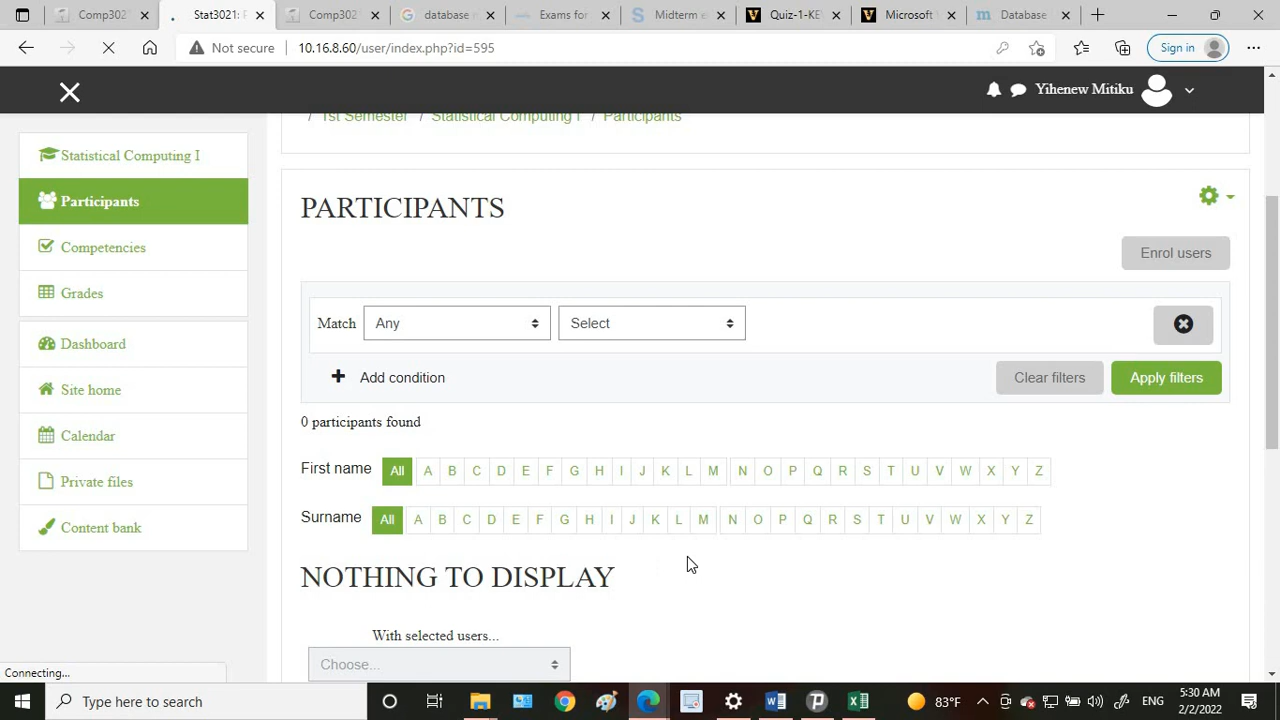 Comp302
Stat3021: P
Comp3021
database n
Exams for
Midterm e
Quiz-1-KE
Microsoft
Database
Not secure
10.16.8.60/user/index.php?id=595
Sign in
Yihenew Mitiku
/ 1st Semester / Statistical Computing I / Participants
Statistical Computing I
Participants
Competencies
Grades
Dashboard
Site home
Calendar
Private files
Content bank
PARTICIPANTS
Enrol users
Match Any Select
Add condition
Clear filters
Apply filters
0 participants found
First name All A B C D E F G H I J K L M N O P Q R S T U V W X Y Z
Surname All A B C D E F G H I J K L M N O P Q R S T U V W X Y Z
NOTHING TO DISPLAY
With selected users...
Choose...
Connecting...
Type here to search
83°F
ENG
5:30 AM
2/2/2022